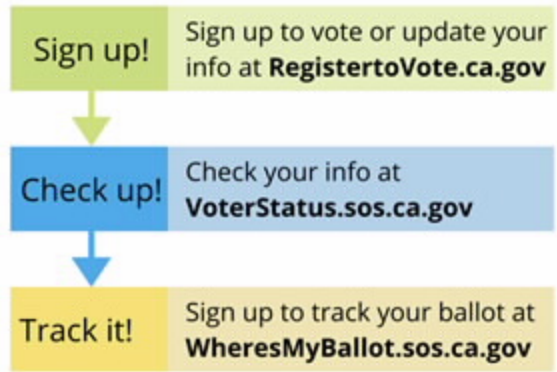 Sign up!
Sign up to vote or update your
info at RegistertoVote.ca.gov
Check up!
Check your info at
VoterStatus.sos.ca.gov
Track it!
Sign up to track your ballot at
WheresMyBallot.sos.ca.gov